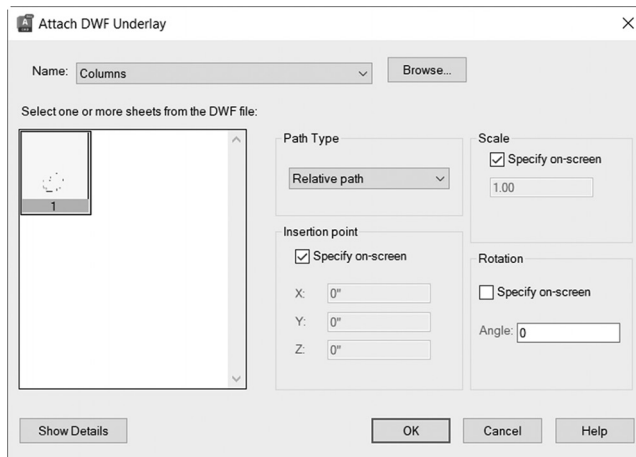 Attach DWF Underlay
Name: Columns Browse...
Select one or more sheets from the DWF file:
1
Path Type
Relative path
Scale
Specify on-screen
1.00
Insertion point
Specify on-screen
X: 0"
Y: 0"
Z: 0"
Rotation
Specify on-screen
Angle: 0
Show Details OK Cancel Help